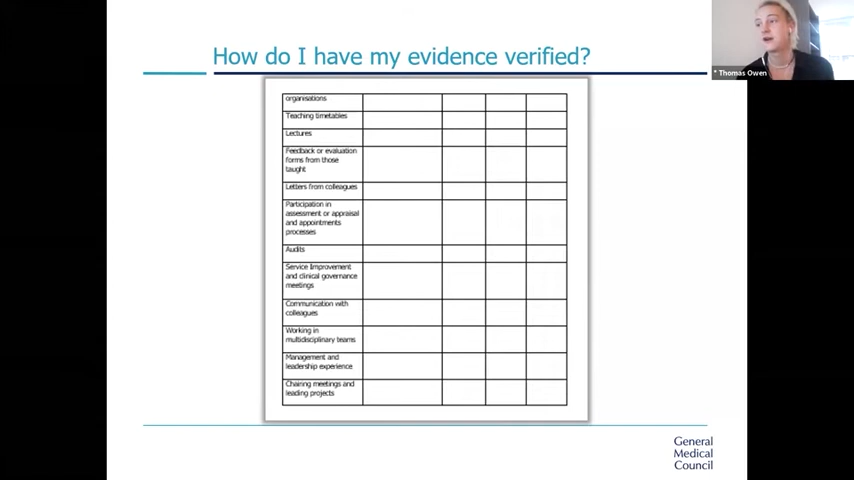 How do I have my evidence verified?
* Thomas Owen
organisations
Teaching timetables
Lectures
Feedback or evaluation
forms from those
taught
Letters from colleagues
Participation in
assessment or appraisal
and appointments
processes
Audits
Service Improvement
and clinical governance
meetings
Communication with
colleagues
Working in
multidisciplinary teams
Management and
leadership experience
Chairing meetings and
leading projects
General
Medical
Council